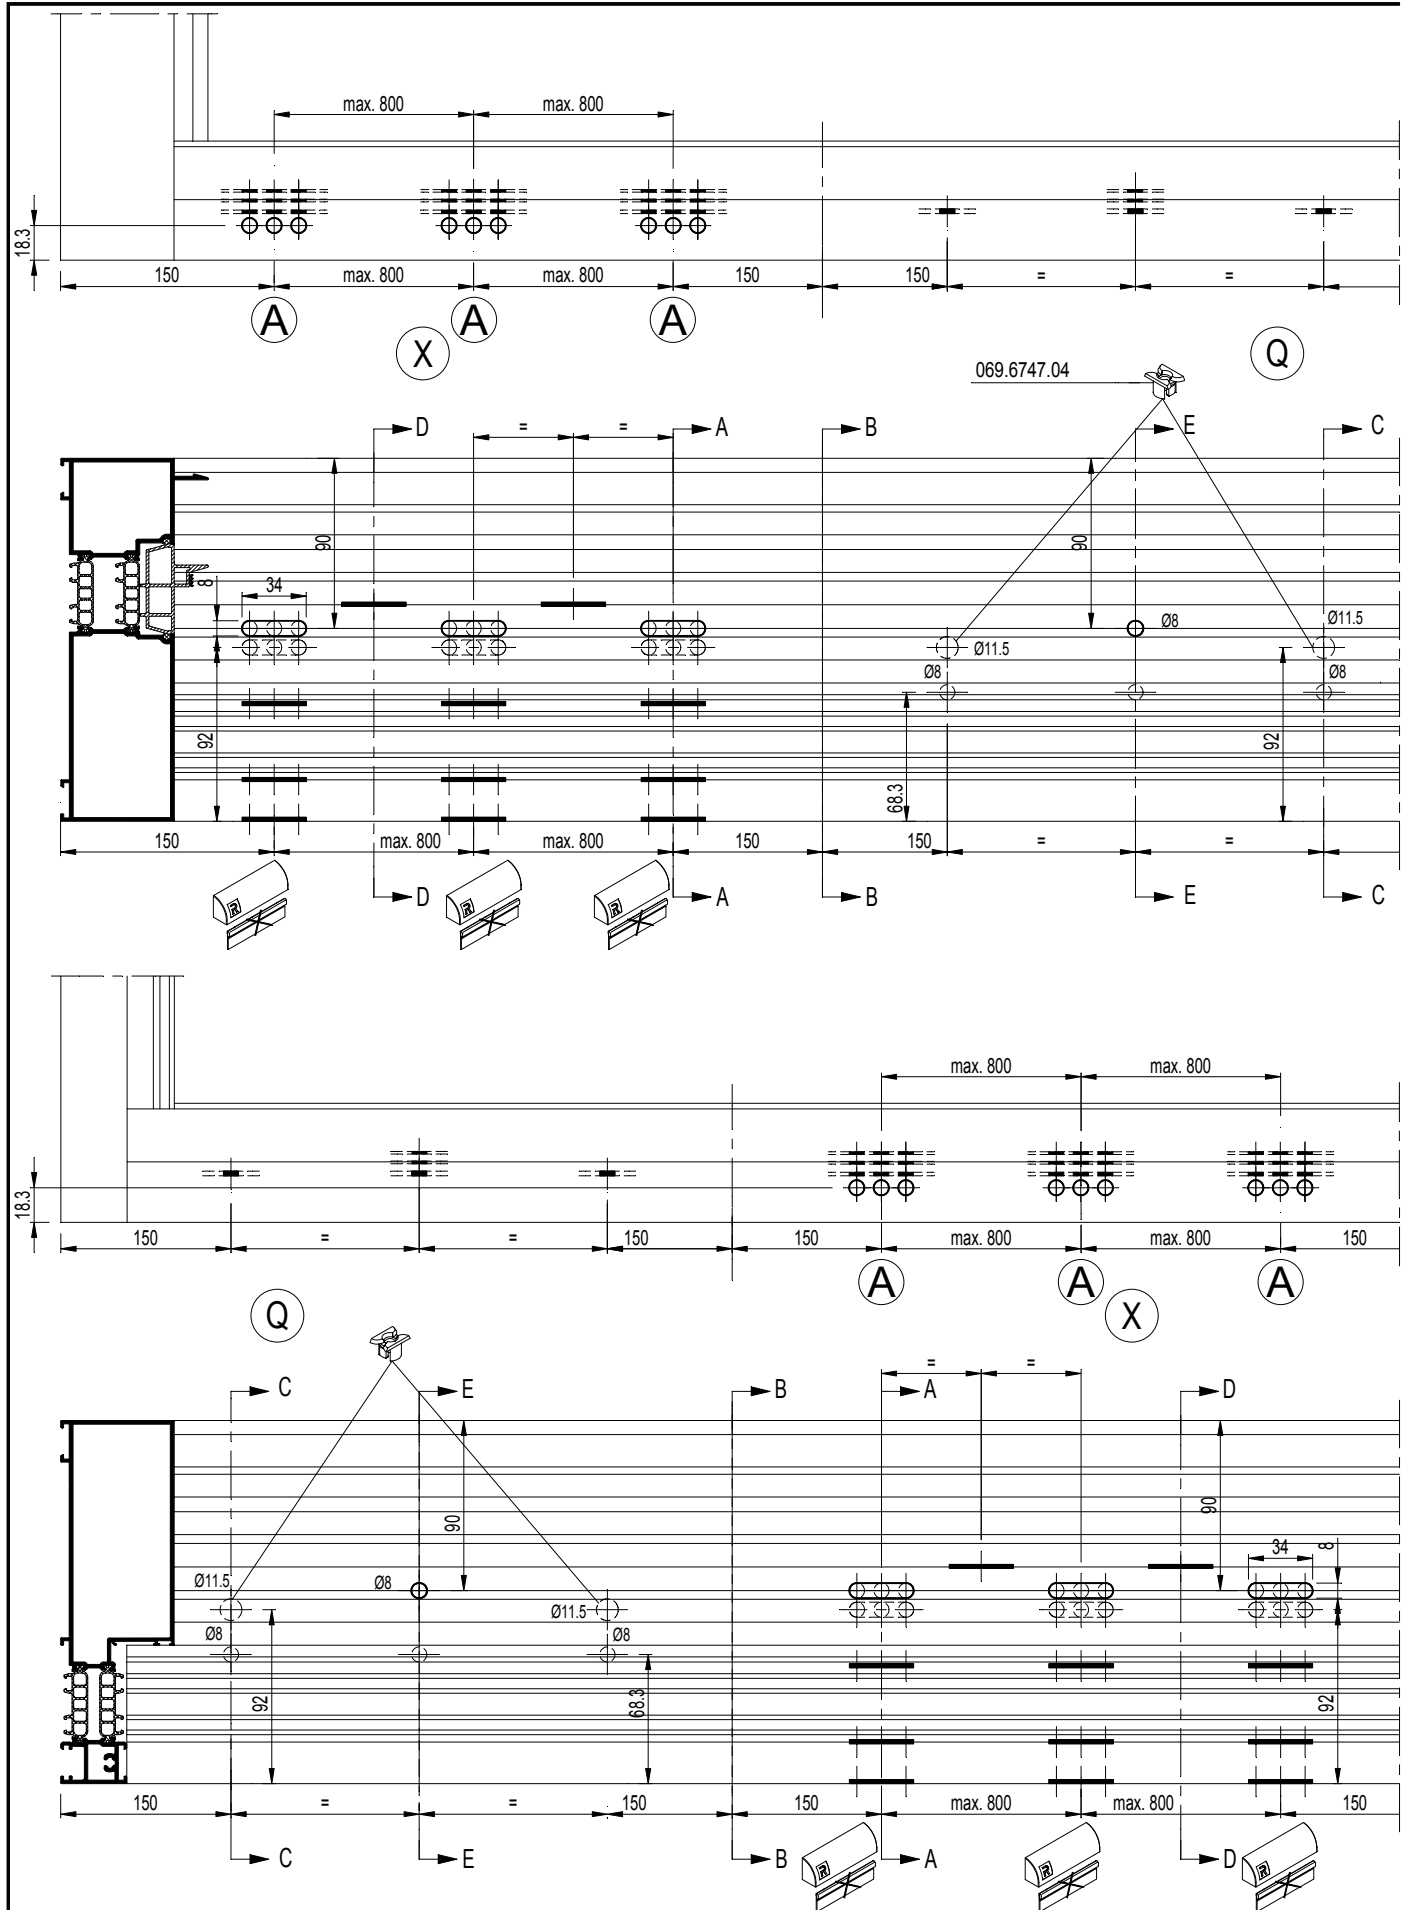 max. 800 max. 800
18.3
150 max. 800 max. 800 150 150 = =
A A A
X Q
069.6747.04
D = = A B E C
90 90
8 34
Ø8 Ø11.5
Ø11.5
Ø8 Ø8
92 92
68.3
150 max. 800 max. 800 150 150 = =
D A B E C
R R R
max. 800 max. 800
18.3
150 = = 150 150 max. 800 max. 800 150
A A A
Q X
= =
C E B A D
90 90
34 8
Ø11.5 Ø8
Ø11.5
Ø8 Ø8
92 68.3 92
150 = = 150 150 max. 800 max. 800 150
C E B A D
R R R